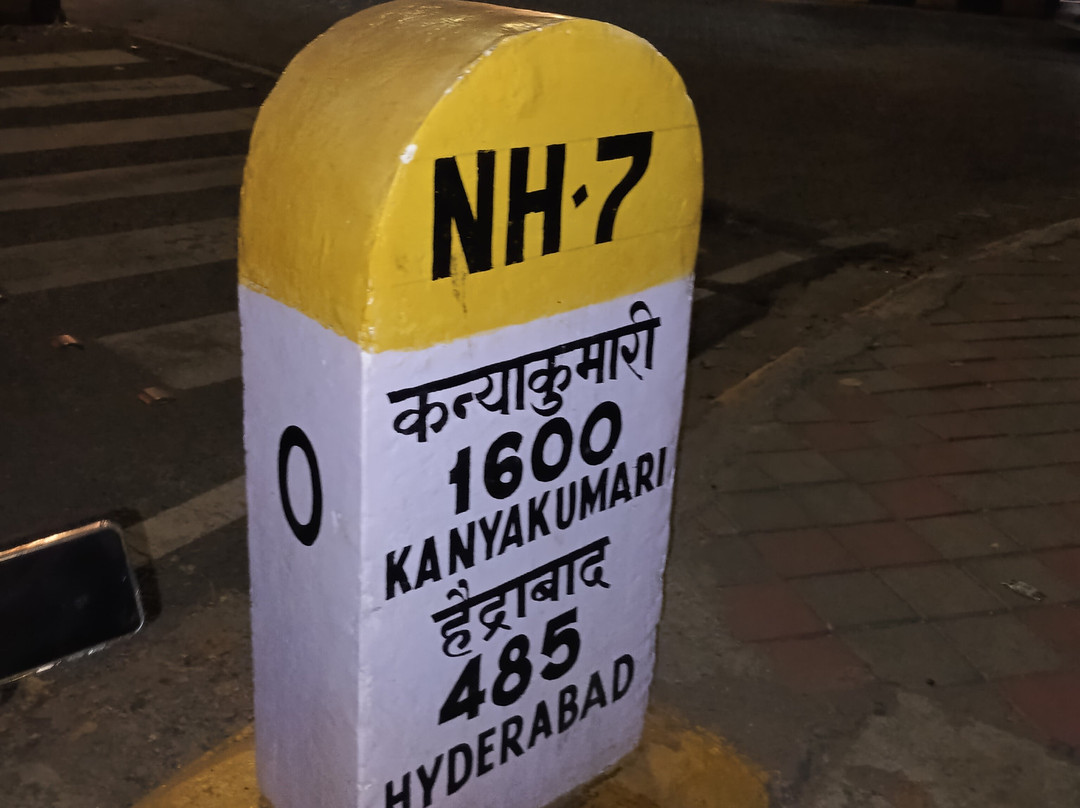 NH·7
कन्याकुमारी
1600
KANYAKUMARI
हैद्राबाद
485
HYDERABAD
0